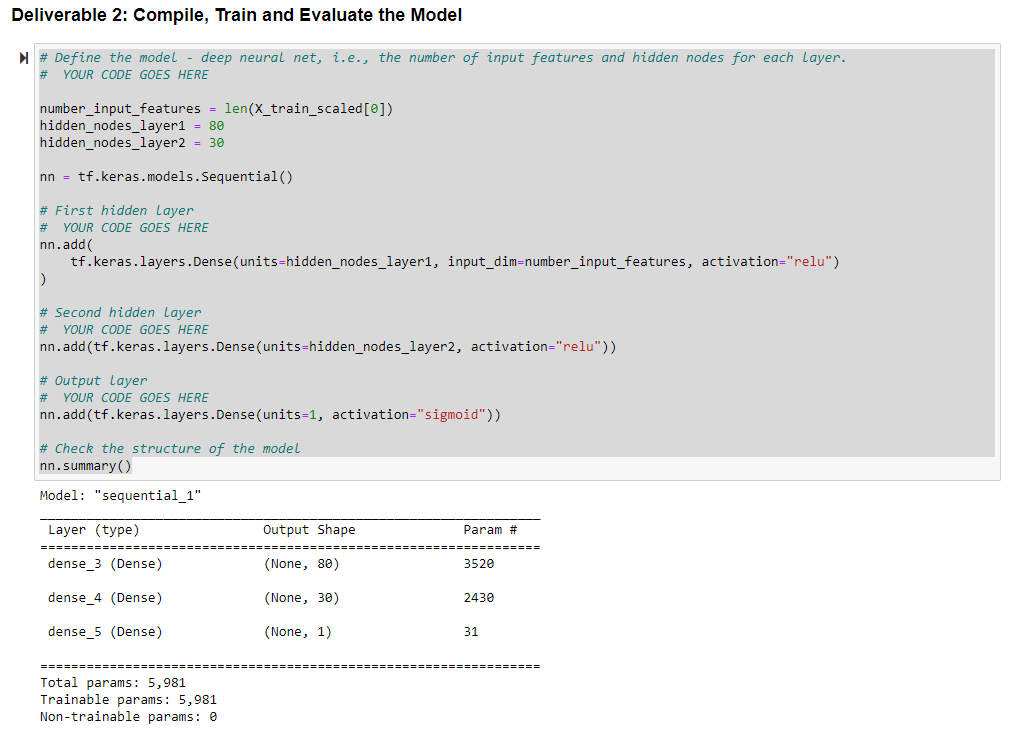 Deliverable 2: Compile, Train and Evaluate the Model
# Define the model - deep neural net, i.e., the number of input features and hidden nodes for each layer.
#  YOUR CODE GOES HERE
number_input_features = len(X_train_scaled[0])
hidden_nodes_layer1 = 80
hidden_nodes_layer2 = 30
nn = tf.keras.models.Sequential()
# First hidden layer
#  YOUR CODE GOES HERE
nn.add(
    tf.keras.layers.Dense(units=hidden_nodes_layer1, input_dim=number_input_features, activation="relu")
)
# Second hidden layer
#  YOUR CODE GOES HERE
nn.add(tf.keras.layers.Dense(units=hidden_nodes_layer2, activation="relu"))
# Output layer
#  YOUR CODE GOES HERE
nn.add(tf.keras.layers.Dense(units=1, activation="sigmoid"))
# Check the structure of the model
nn.summary()
Model: "sequential_1"
_________________________________________________________________
Layer (type)                Output Shape              Param #
=================================================================
dense_3 (Dense)             (None, 80)                3520
dense_4 (Dense)             (None, 30)                2430
dense_5 (Dense)             (None, 1)                 31
=================================================================
Total params: 5,981
Trainable params: 5,981
Non-trainable params: 0